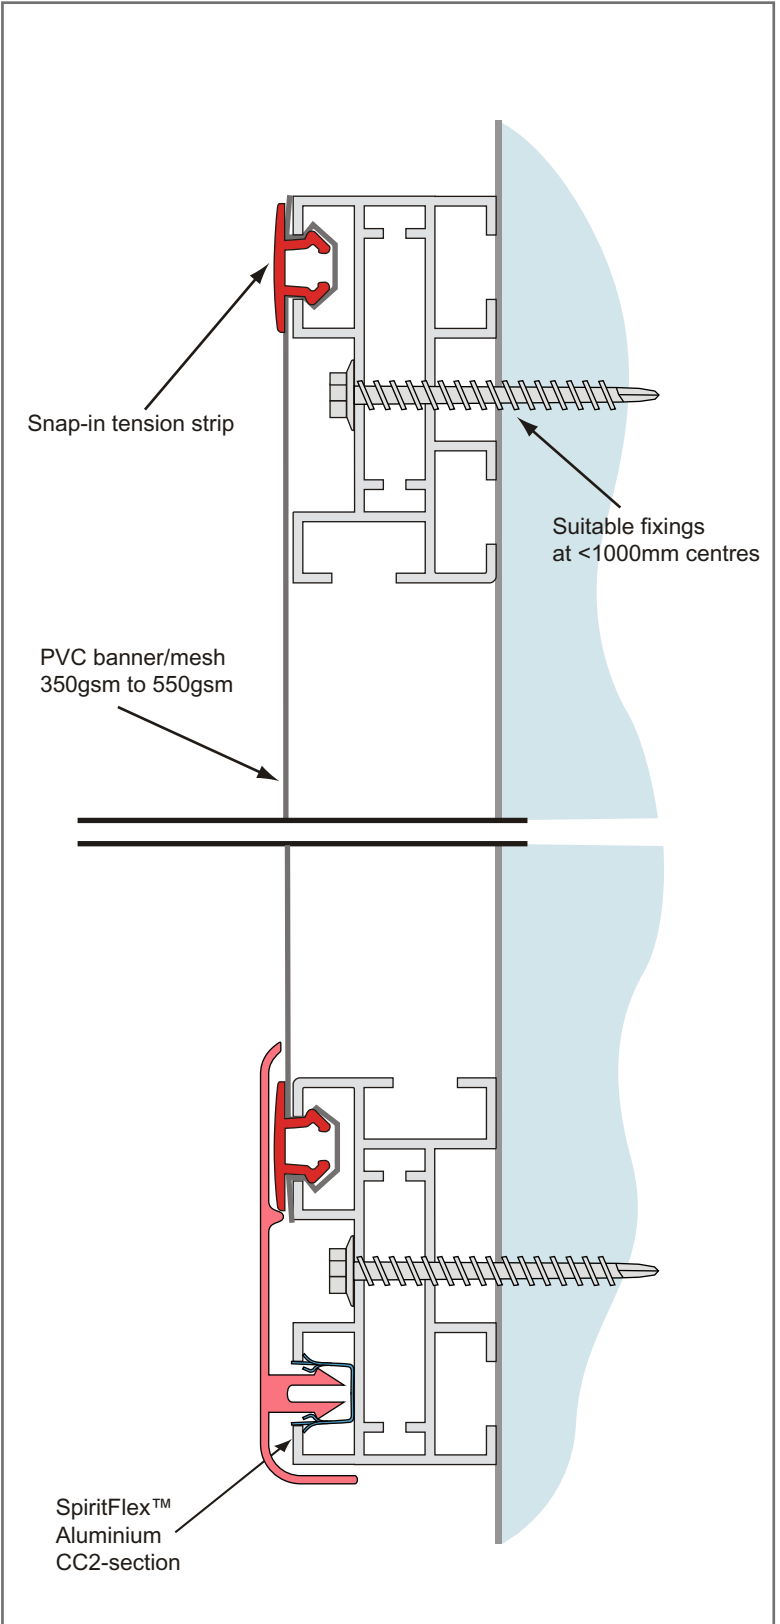 Snap-in tension strip
Suitable fixings
at <1000mm centres
PVC banner/mesh
350gsm to 550gsm
SpiritFlex™
Aluminium
CC2-section